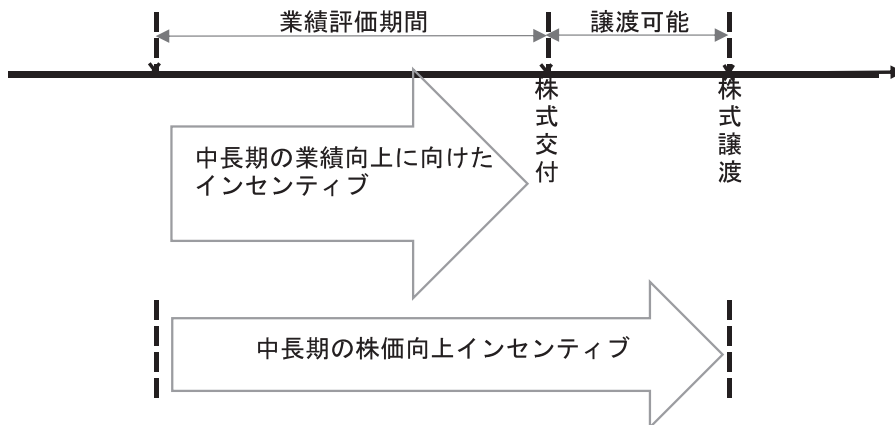 業績評価期間
譲渡可能
株式交付
株式譲渡
中長期の業績向上に向けた
インセンティブ
中長期の株価向上インセンティブ